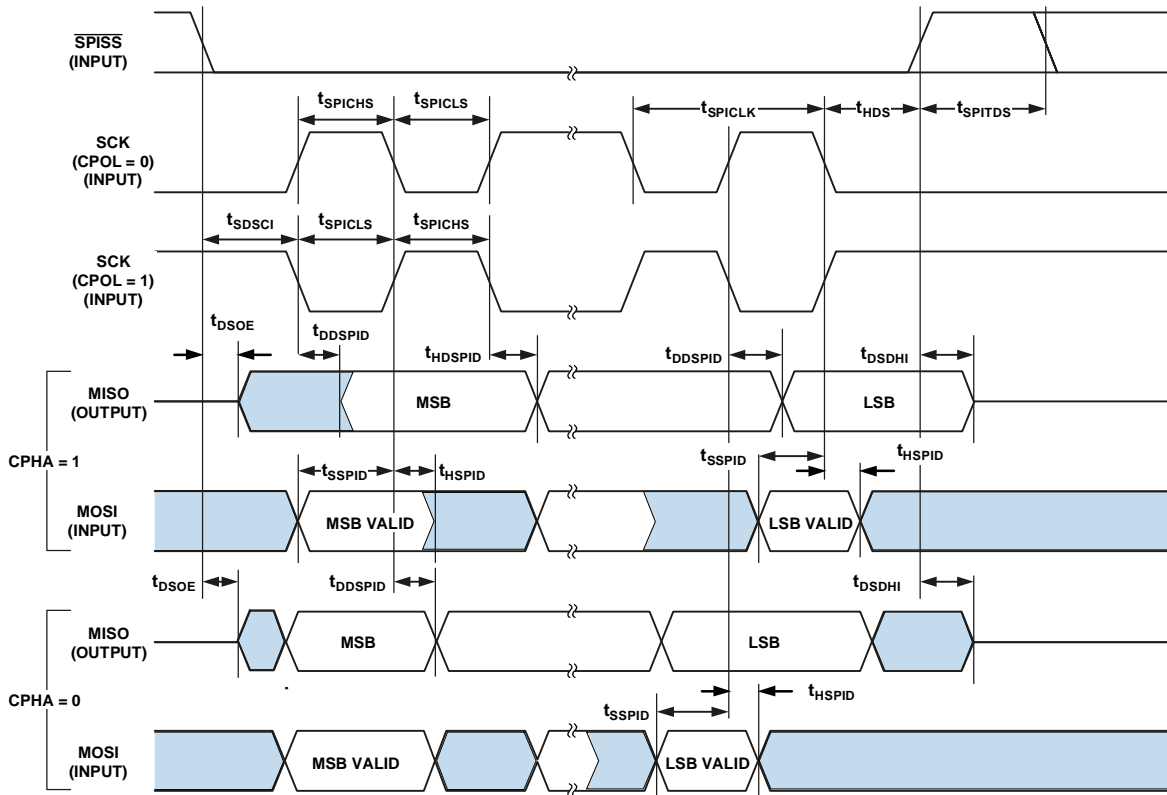 SPISS
(INPUT)
tSPICHS
tSPICLS
tSPICLK
tHDS
tSPITDS
SCK
(CPOL = 0)
(INPUT)
tSDSCI
tSPICLS
tSPICHS
SCK
(CPOL = 1)
(INPUT)
tDSOE
tDDSPID
tHDSPID
tDDSPID
tDSDHI
MISO
(OUTPUT)
MSB
LSB
CPHA = 1
tSSPID
tHSPID
tSSPID
tHSPID
MOSI
(INPUT)
MSB VALID
LSB VALID
tDSOE
tDDSPID
tDSDHI
MISO
(OUTPUT)
MSB
LSB
CPHA = 0
tSSPID
tHSPID
MOSI
(INPUT)
MSB VALID
LSB VALID